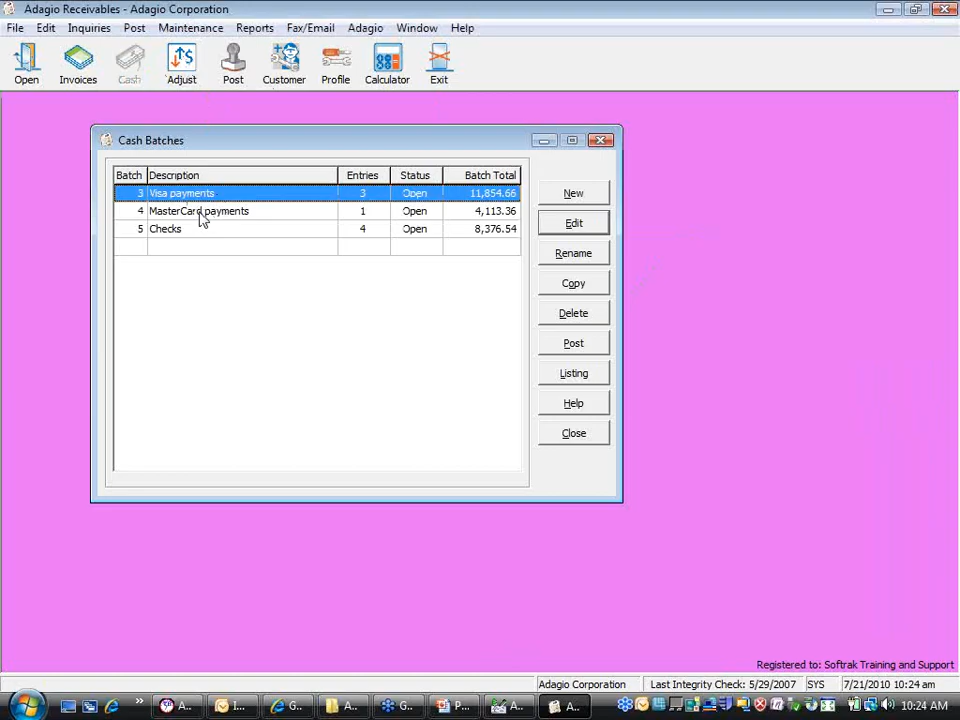 Adagio Receivables - Adagio Corporation
File Edit Inquiries Post Maintenance Reports Fax/Email Adagio Window Help
Open Invoices Cash Adjust Post Customer Profile Calculator Exit
Cash Batches
Batch Description Entries Status Batch Total
3 Visa payments 3 Open 11,854.66
4 MasterCard payments 1 Open 4,113.36
5 Checks 4 Open 8,376.54
New
Edit
Rename
Copy
Delete
Post
Listing
Help
Close
Registered to: Softrak Training and Support
Adagio Corporation Last Integrity Check: 5/29/2007 SYS 7/21/2010 10:24 am
A... I... G... A... G... P... A... A... 10:24 AM